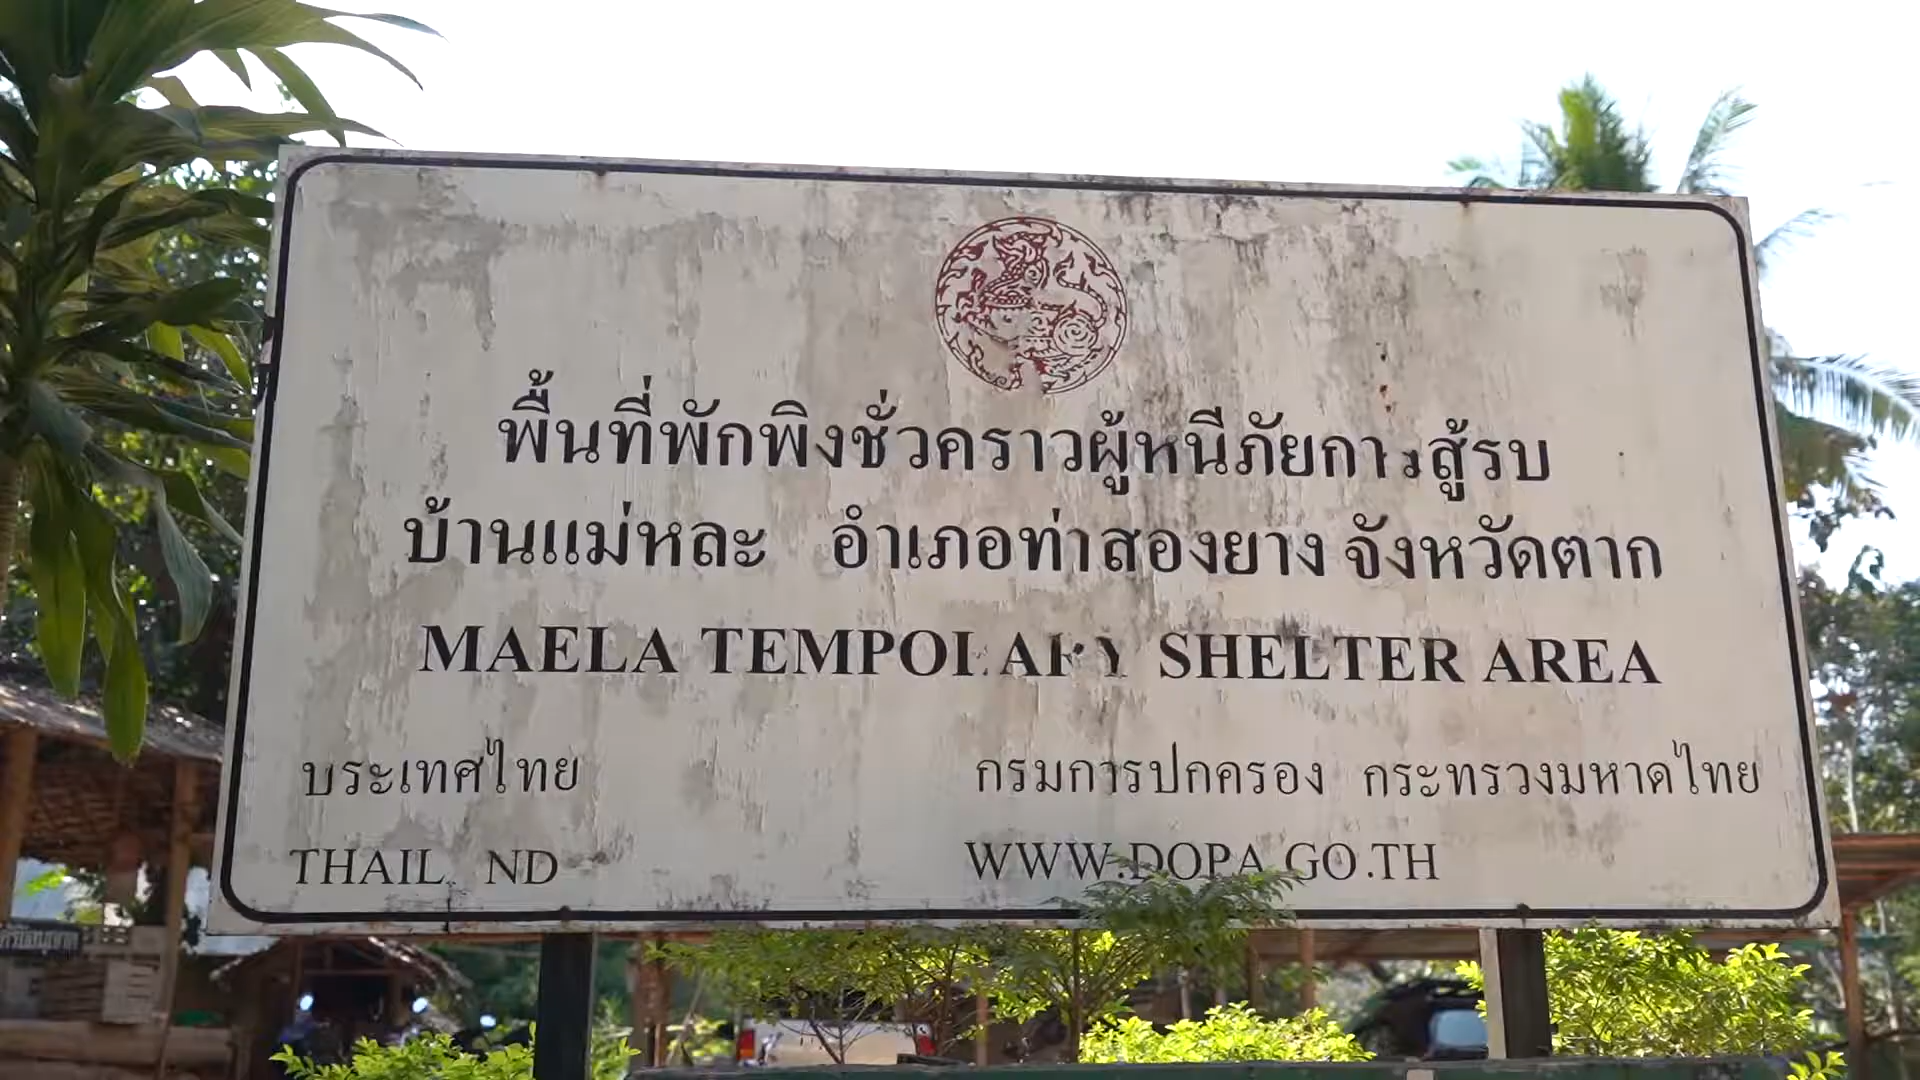 พื้นที่พักพิงชั่วคราวผู้หนีภัยการสู้รบ
บ้านแม่หละ อำเภอท่าสองยาง จังหวัดตาก
MAELA TEMPORARY SHELTER AREA
ประเทศไทย กรมการปกครอง กระทรวงมหาดไทย
THAILAND WWW.DOPA.GO.TH